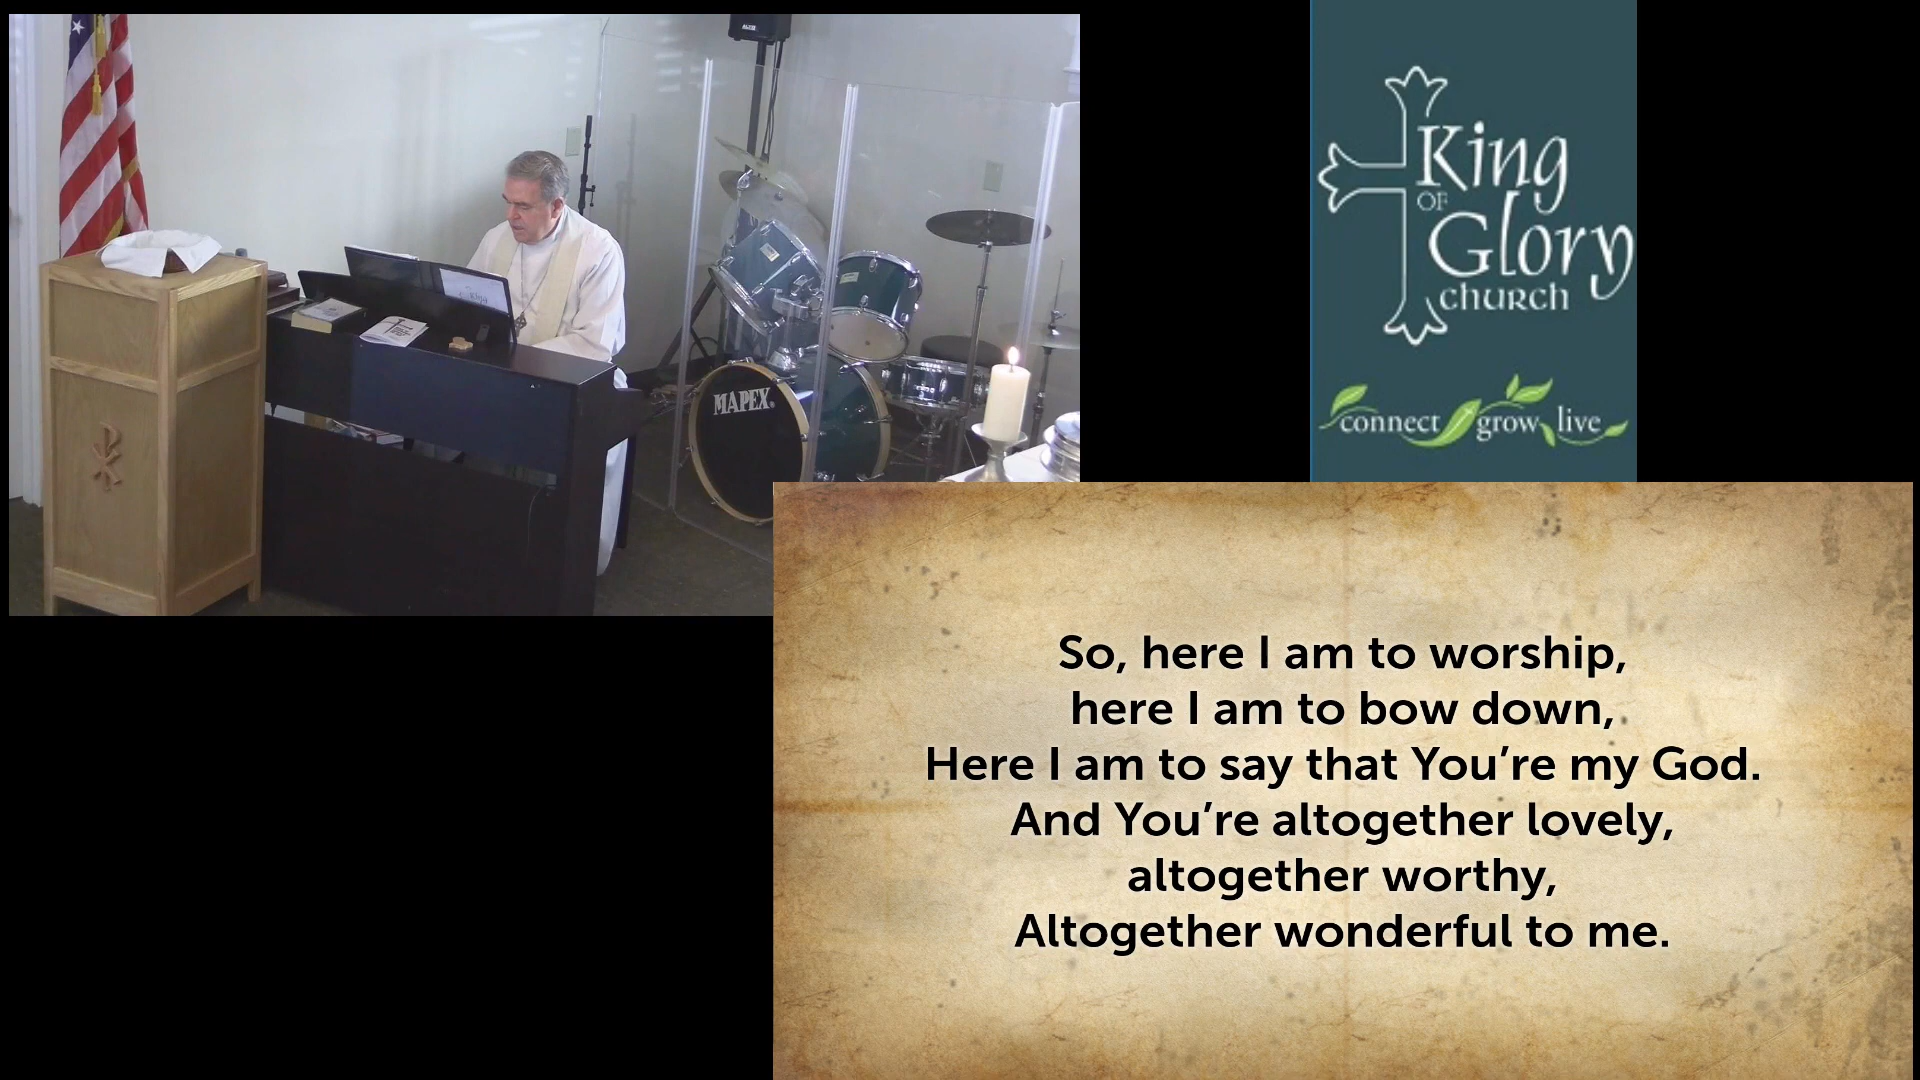 King
OF
Glory
church
connect grow live
MAPEX
So, here I am to worship,
here I am to bow down,
Here I am to say that You’re my God.
And You’re altogether lovely,
altogether worthy,
Altogether wonderful to me.